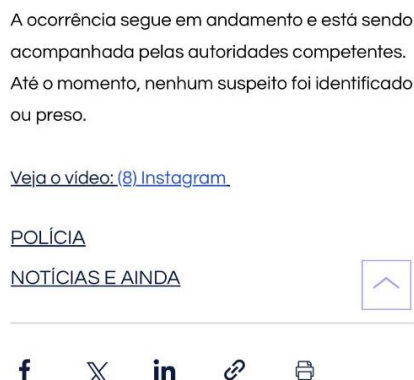 A ocorrência segue em andamento e está sendo
acompanhada pelas autoridades competentes.
Até o momento, nenhum suspeito foi identificado
ou preso.
Veja o vídeo: (8) Instagram
POLÍCIA
NOTÍCIAS E AINDA